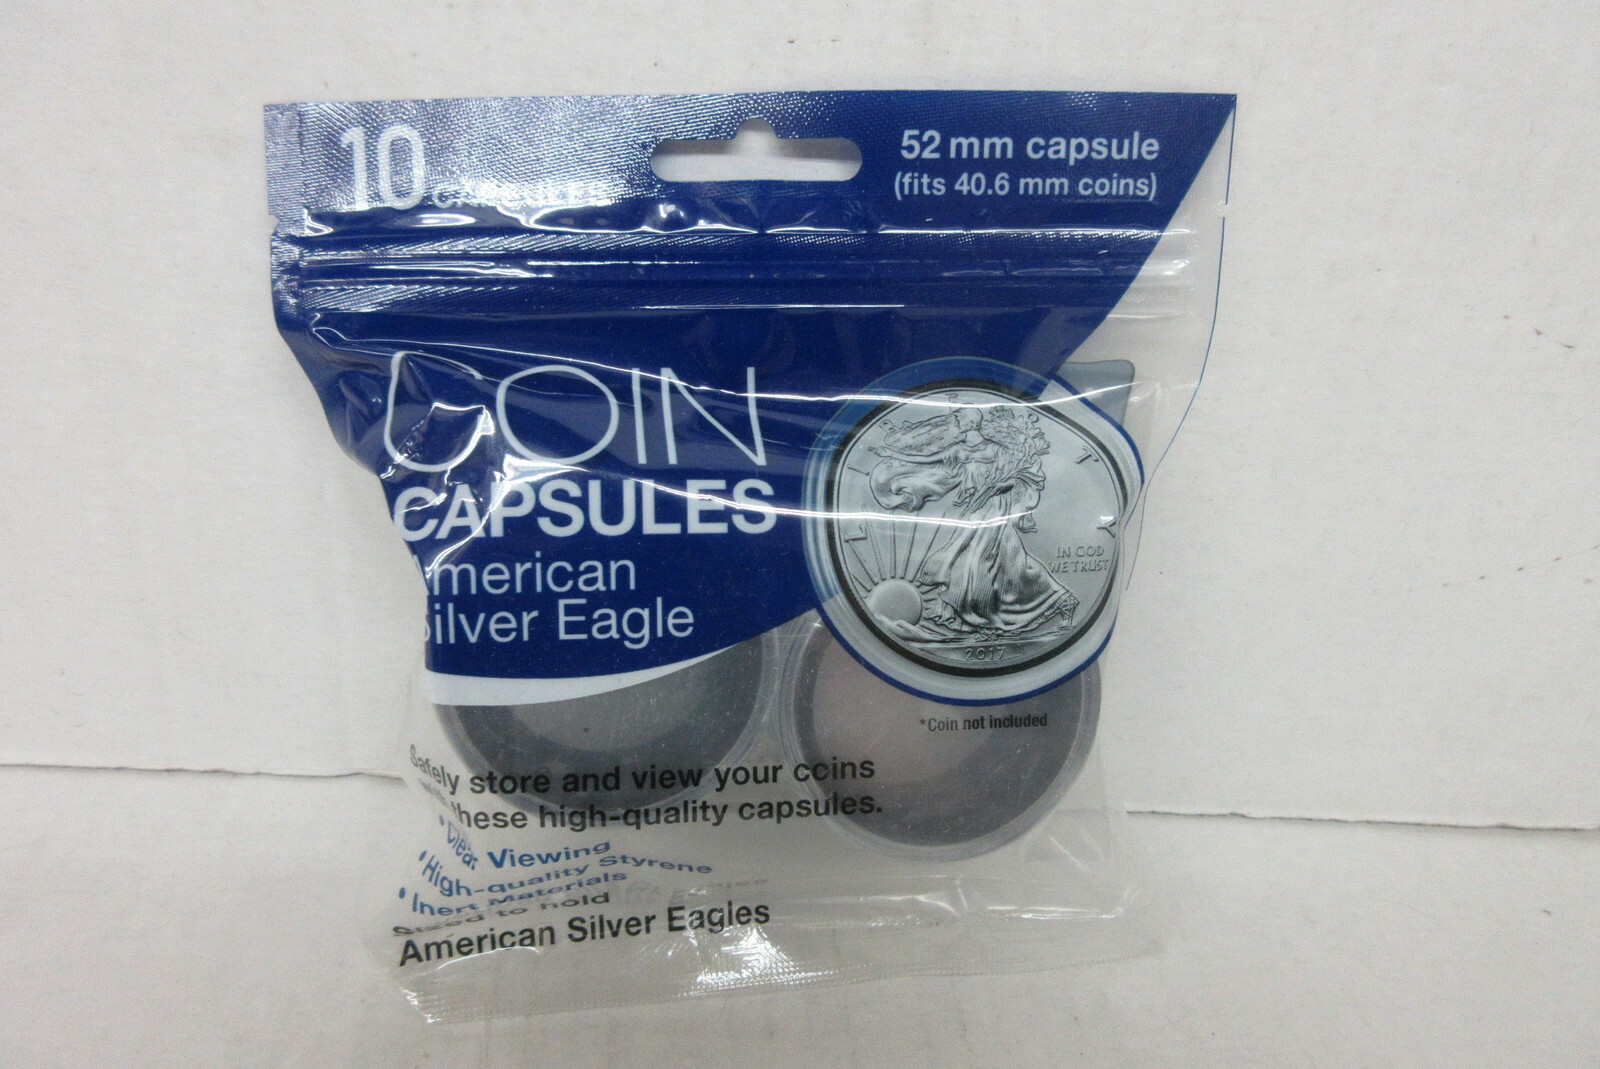 10
52 mm capsule
(fits 40.6 mm coins)
COIN
CAPSULES
American
Silver Eagle
LIBERTY
IN GOD
WE TRUST
2017
*Coin not included
Safely store and view your coins
these high-quality capsules.
• Clear Viewing
• High-quality Styrene
• Inert Materials
Sized to hold
American Silver Eagles